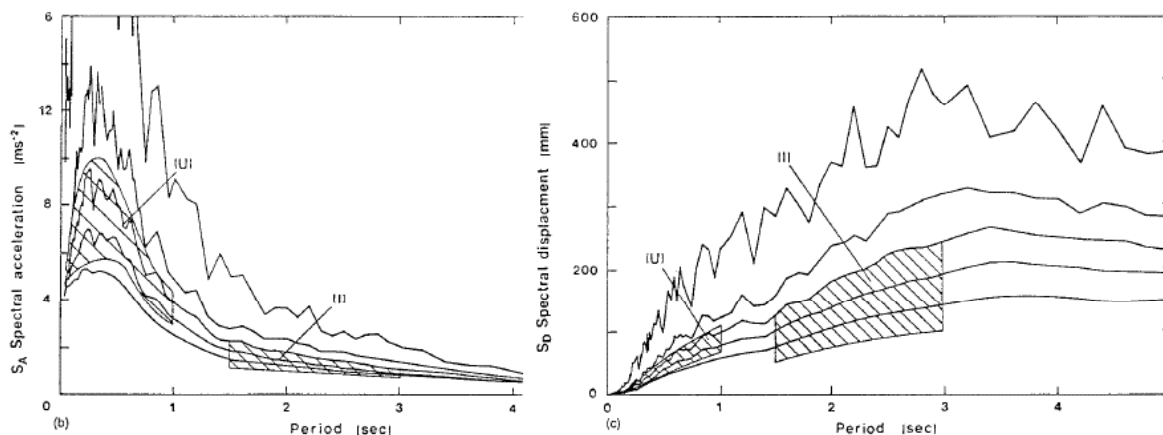 12
8
4
0
S_A Spectral acceleration [ms⁻²]
(U)
(I)
0
1
2
3
4
(b)
Period [sec]
600
400
200
0
S_D Spectral displacment [mm]
(I)
(U)
0
1
2
3
4
(c)
Period [sec]